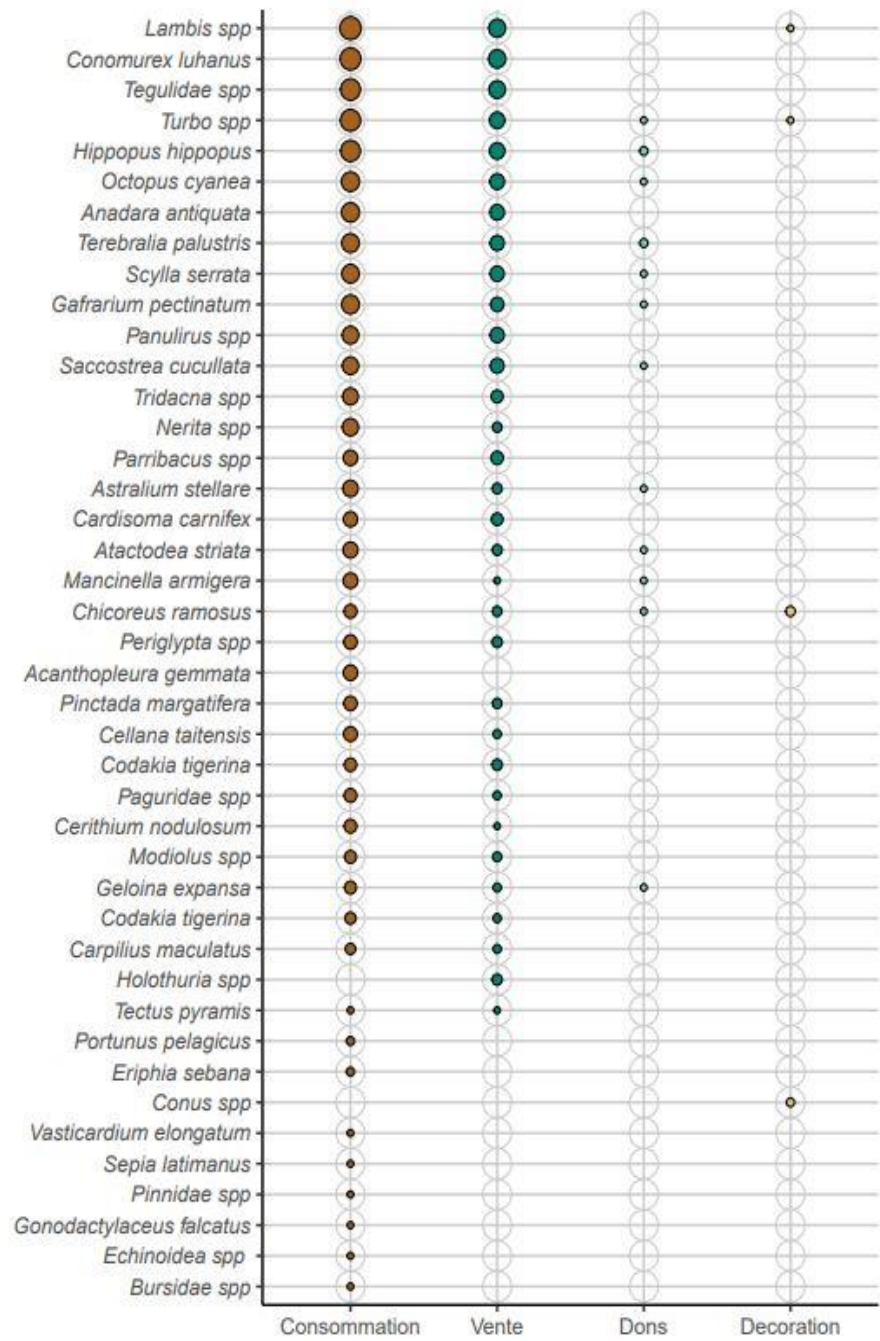 Lambis spp
Conomurex luhanus
Tegulidae spp
Turbo spp
Hippopus hippopus
Octopus cyanea
Anadara antiquata
Terebralia palustris
Scylla serrata
Gafrarium pectinatum
Panulirus spp
Saccostrea cucullata
Tridacna spp
Nerita spp
Parribacus spp
Astralium stellare
Cardisoma carnifex
Atactodea striata
Mancinella armigera
Chicoreus ramosus
Periglypta spp
Acanthopleura gemmata
Pinctada margatifera
Cellana taitensis
Codakia tigerina
Paguridae spp
Cerithium nodulosum
Modiolus spp
Geloina expansa
Codakia tigerina
Carpilius maculatus
Holothuria spp
Tectus pyramis
Portunus pelagicus
Eriphia sebana
Conus spp
Vasticardium elongatum
Sepia latimanus
Pinnidae spp
Gonodactylaceus falcatus
Echinoidea spp
Bursidae spp
Consommation Vente Dons Decoration